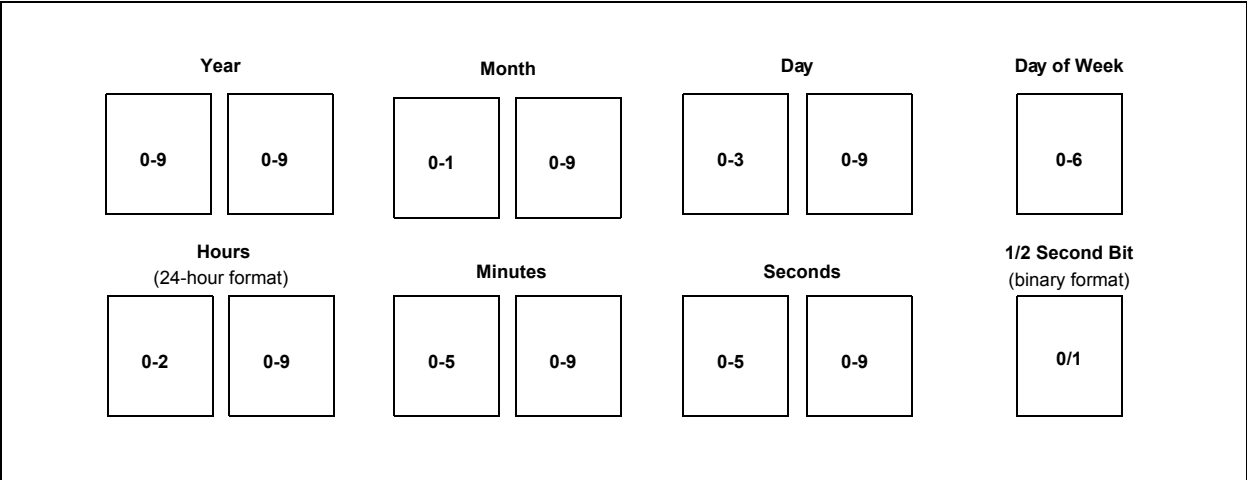 Year
Month
Day
Day of Week
0-9
0-9
0-1
0-9
0-3
0-9
0-6
Hours
(24-hour format)
Minutes
Seconds
1/2 Second Bit
(binary format)
0-2
0-9
0-5
0-9
0-5
0-9
0/1